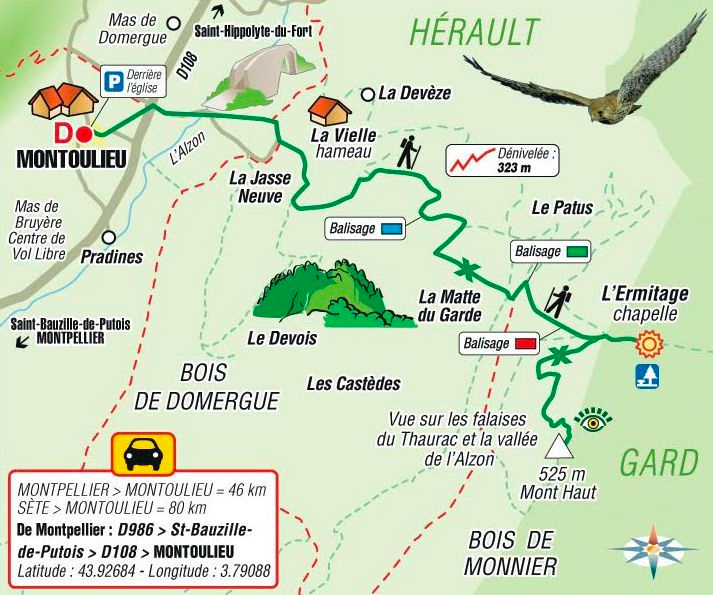 Mas de
Domergue
D108
Saint-Hippolyte-du-Fort
HÉRAULT
P
Derrière
l'église
D
MONTOULIEU
L'Alzon
La Devèze
La Vieille
hameau
Dénivelée :
323 m
La Jasse
Neuve
Mas de
Bruyère
Centre de
Vol Libre
Pradines
Balisage
Le Patus
Balisage
L'Ermitage
chapelle
La Matte
du Garde
Saint-Bauzille-de-Putois
MONTPELLIER
Le Devois
Balisage
BOIS
DE DOMERGUE
Les Castèdes
Vue sur les falaises
du Thaurac et la vallée
de l'Alzon
525 m
Mont Haut
GARD
BOIS DE
MONNIER
MONTPELLIER > MONTOULIEU = 46 km
SÈTE > MONTOULIEU = 80 km
De Montpellier : D986 > St-Bauzille-
de-Putois > D108 > MONTOULIEU
Latitude : 43.92684 - Longitude : 3.79088